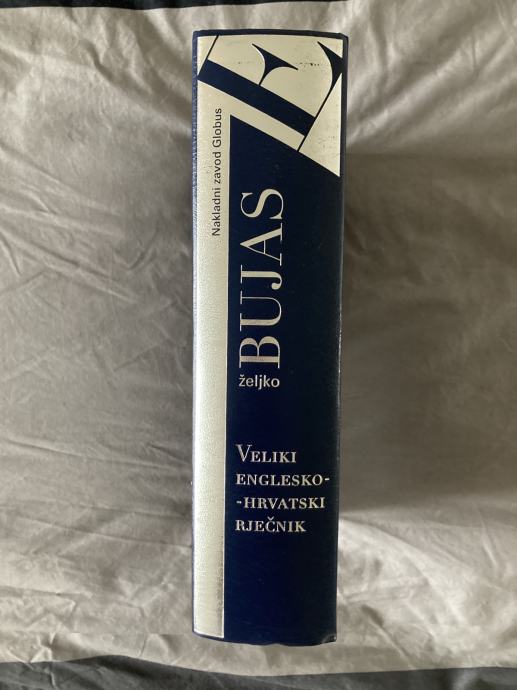 E
Nakladni zavod Globus
željko
BUJAS
VELIKI
ENGLESKO-
-HRVATSKI
RJEČNIK